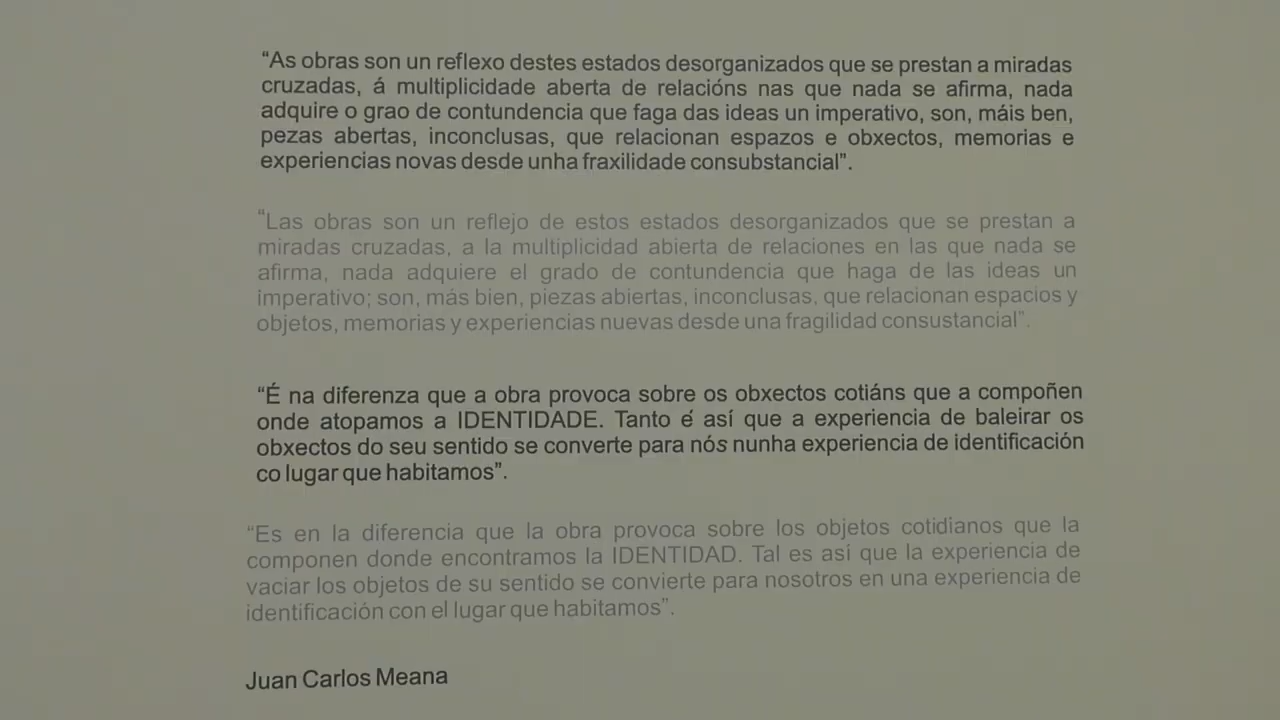 “As obras son un reflexo destes estados desorganizados que se prestan a miradas
cruzadas, á multiplicidade aberta de relacións nas que nada se afirma, nada
adquire o grao de contundencia que faga das ideas un imperativo, son, máis ben,
pezas abertas, inconclusas, que relacionan espazos e obxectos, memorias e
experiencias novas desde unha fraxilidade consubstancial”.
“Las obras son un reflejo de estos estados desorganizados que se prestan a
miradas cruzadas, a la multiplicidad abierta de relaciones en las que nada se
afirma, nada adquiere el grado de contundencia que haga de las ideas un
imperativo; son, más bien, piezas abiertas, inconclusas, que relacionan espacios y
objetos, memorias y experiencias nuevas desde una fragilidad consustancial”.
“É na diferenza que a obra provoca sobre os obxectos cotiáns que a compoñen
onde atopamos a IDENTIDADE. Tanto é así que a experiencia de baleirar os
obxectos do seu sentido se converte para nós nunha experiencia de identificación
co lugar que habitamos”.
“Es en la diferencia que la obra provoca sobre los objetos cotidianos que la
componen donde encontramos la IDENTIDAD. Tal es así que la experiencia de
vaciar los objetos de su sentido se convierte para nosotros en una experiencia de
identificación con el lugar que habitamos”.
Juan Carlos Meana